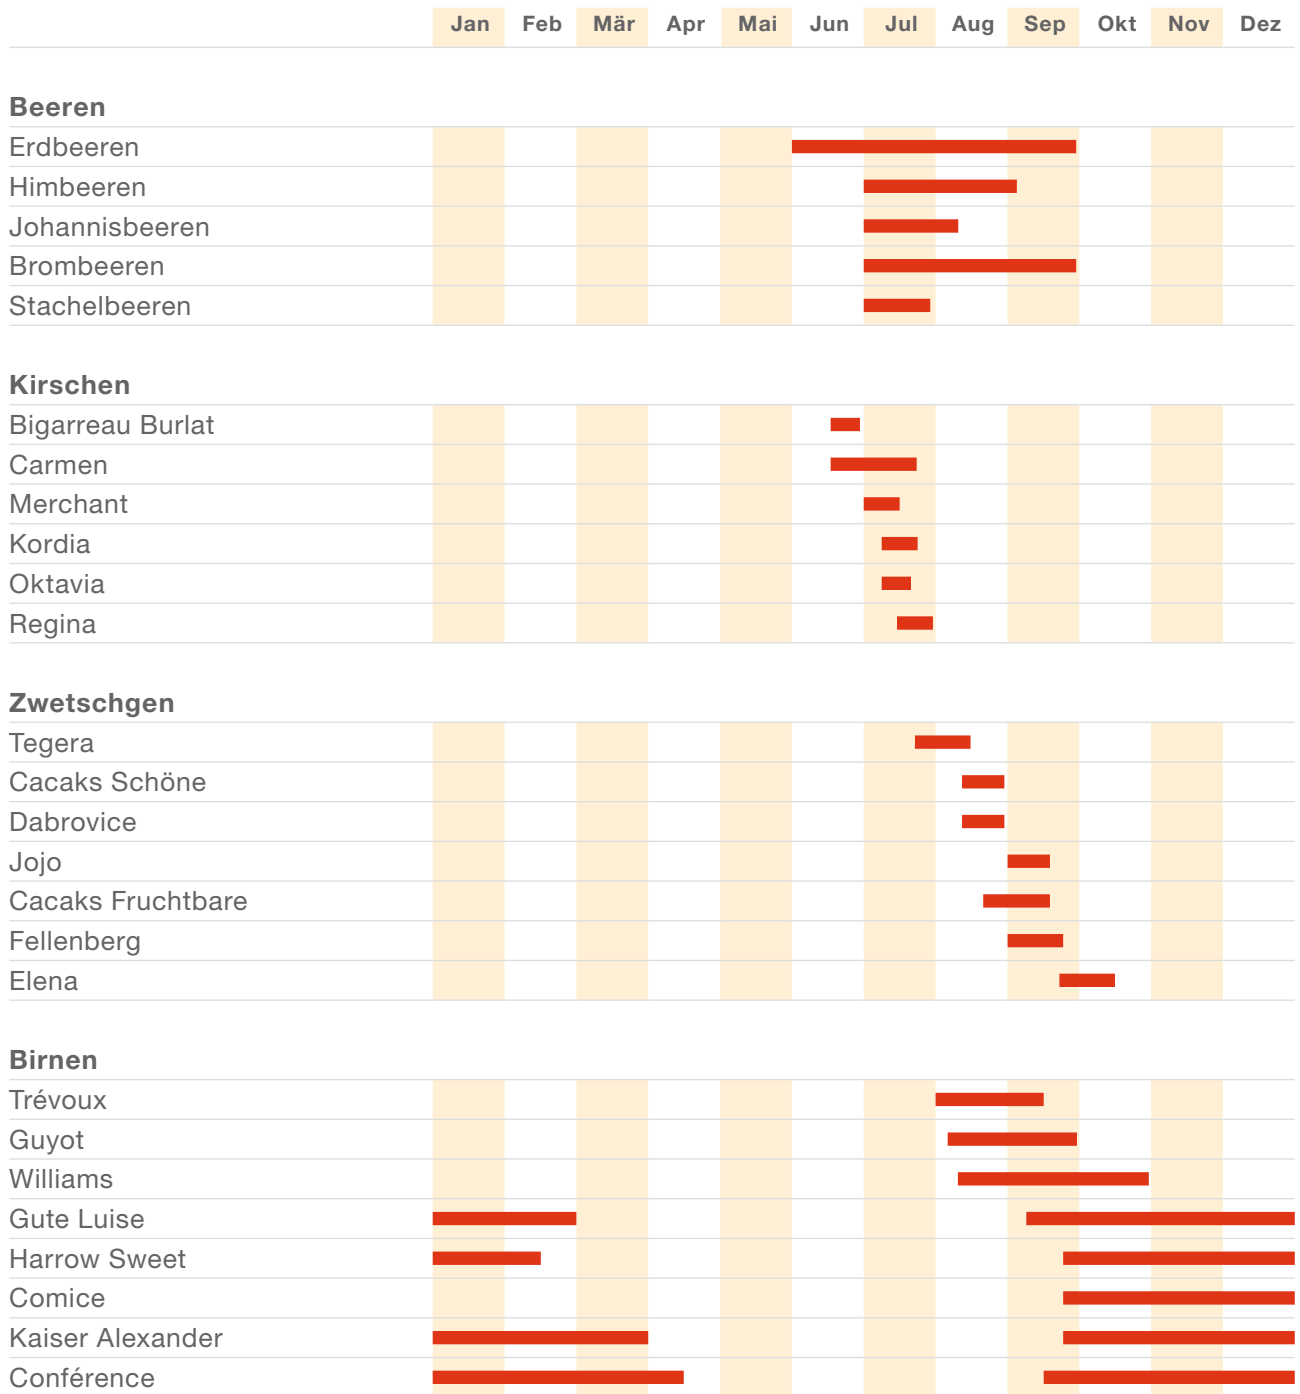 Jan Feb Mär Apr Mai Jun Jul Aug Sep Okt Nov Dez
Beeren
Erdbeeren
Himbeeren
Johannisbeeren
Brombeeren
Stachelbeeren
Kirschen
Bigarreau Burlat
Carmen
Merchant
Kordia
Oktavia
Regina
Zwetschgen
Tegera
Cacaks Schöne
Dabrovice
Jojo
Cacaks Fruchtbare
Fellenberg
Elena
Birnen
Trévoux
Guyot
Williams
Gute Luise
Harrow Sweet
Comice
Kaiser Alexander
Conférence